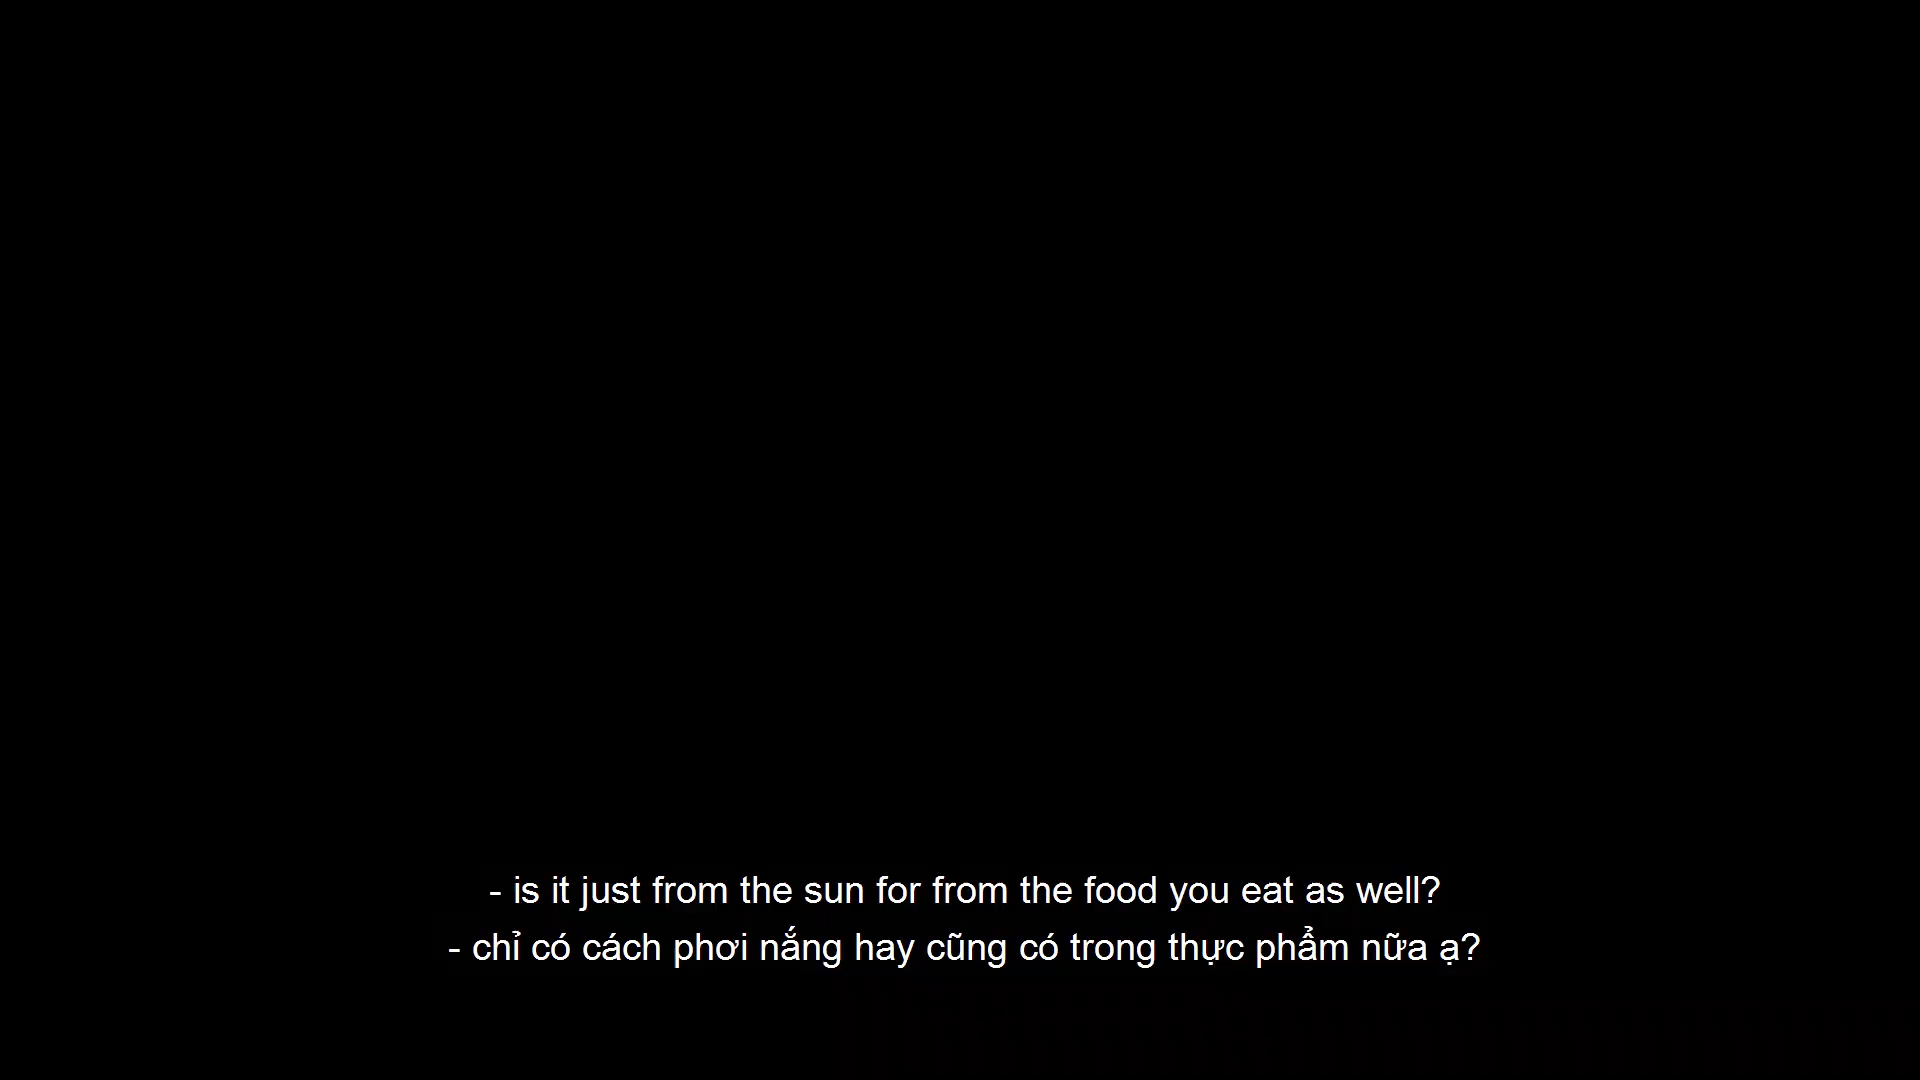 - is it just from the sun for from the food you eat as well?
- chỉ có cách phơi nắng hay cũng có trong thực phẩm nữa ạ?